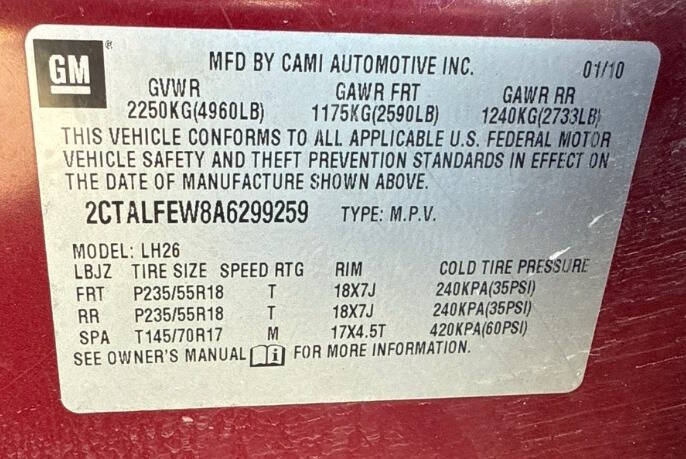 GM ®
MFD BY CAMI AUTOMOTIVE INC. 01/10
GVWR GAWR FRT GAWR RR
2250KG(4960LB) 1175KG(2590LB) 1240KG(2733LB)
THIS VEHICLE CONFORMS TO ALL APPLICABLE U.S. FEDERAL MOTOR
VEHICLE SAFETY AND THEFT PREVENTION STANDARDS IN EFFECT ON
THE DATE OF MANUFACTURE SHOWN ABOVE.
2CTALFEW8A6299259 TYPE: M.P.V.
MODEL: LH26
LBJZ TIRE SIZE SPEED RTG RIM COLD TIRE PRESSURE
FRT P235/55R18 T 18X7J 240KPA(35PSI)
RR P235/55R18 T 18X7J 240KPA(35PSI)
SPA T145/70R17 M 17X4.5T 420KPA(60PSI)
SEE OWNER'S MANUAL i FOR MORE INFORMATION.